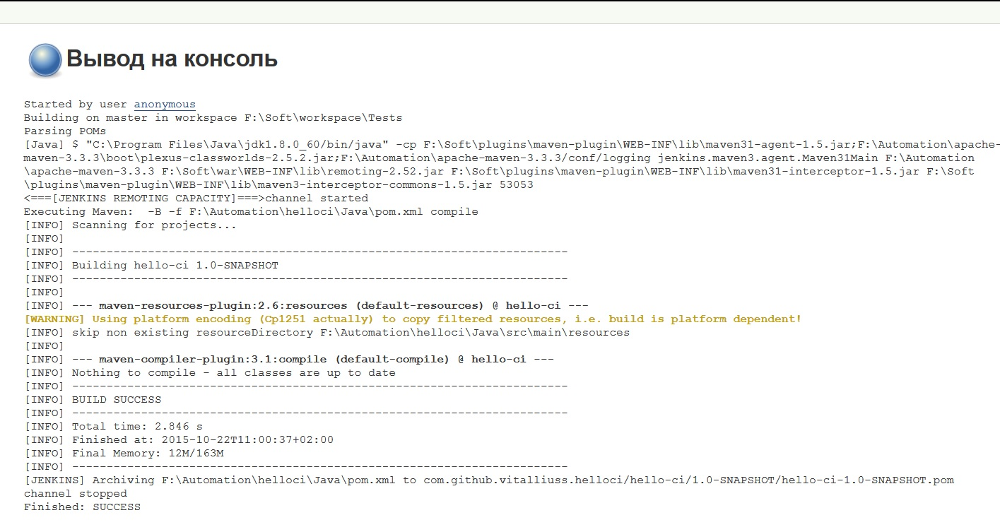 Вывод на консоль
Started by user anonymous
Building on master in workspace F:\Soft\workspace\Tests
Parsing POMs
[Java] $ "C:\Program Files\Java\jdk1.8.0_60/bin/java" -cp F:\Soft\plugins\maven-plugin\WEB-INF\lib\maven31-agent-1.5.jar;F:\Automation\apache-
maven-3.3.3\boot\plexus-classworlds-2.5.2.jar;F:\Automation\apache-maven-3.3.3/conf/logging jenkins.maven3.agent.Maven31Main F:\Automation
\apache-maven-3.3.3 F:\Soft\war\WEB-INF\lib\remoting-2.52.jar F:\Soft\plugins\maven-plugin\WEB-INF\lib\maven31-interceptor-1.5.jar F:\Soft
\plugins\maven-plugin\WEB-INF\lib\maven3-interceptor-commons-1.5.jar 53053
<===[JENKINS REMOTING CAPACITY]===>channel started
Executing Maven:  -B -f F:\Automation\helloci\Java\pom.xml compile
[INFO] Scanning for projects...
[INFO]
[INFO] ------------------------------------------------------------------------
[INFO] Building hello-ci 1.0-SNAPSHOT
[INFO] ------------------------------------------------------------------------
[INFO]
[INFO] --- maven-resources-plugin:2.6:resources (default-resources) @ hello-ci ---
[WARNING] Using platform encoding (Cp1251 actually) to copy filtered resources, i.e. build is platform dependent!
[INFO] skip non existing resourceDirectory F:\Automation\helloci\Java\src\main\resources
[INFO]
[INFO] --- maven-compiler-plugin:3.1:compile (default-compile) @ hello-ci ---
[INFO] Nothing to compile - all classes are up to date
[INFO] ------------------------------------------------------------------------
[INFO] BUILD SUCCESS
[INFO] ------------------------------------------------------------------------
[INFO] Total time: 2.846 s
[INFO] Finished at: 2015-10-22T11:00:37+02:00
[INFO] Final Memory: 12M/163M
[INFO] ------------------------------------------------------------------------
[JENKINS] Archiving F:\Automation\helloci\Java\pom.xml to com.github.vitalliuss.helloci/hello-ci/1.0-SNAPSHOT/hello-ci-1.0-SNAPSHOT.pom
channel stopped
Finished: SUCCESS